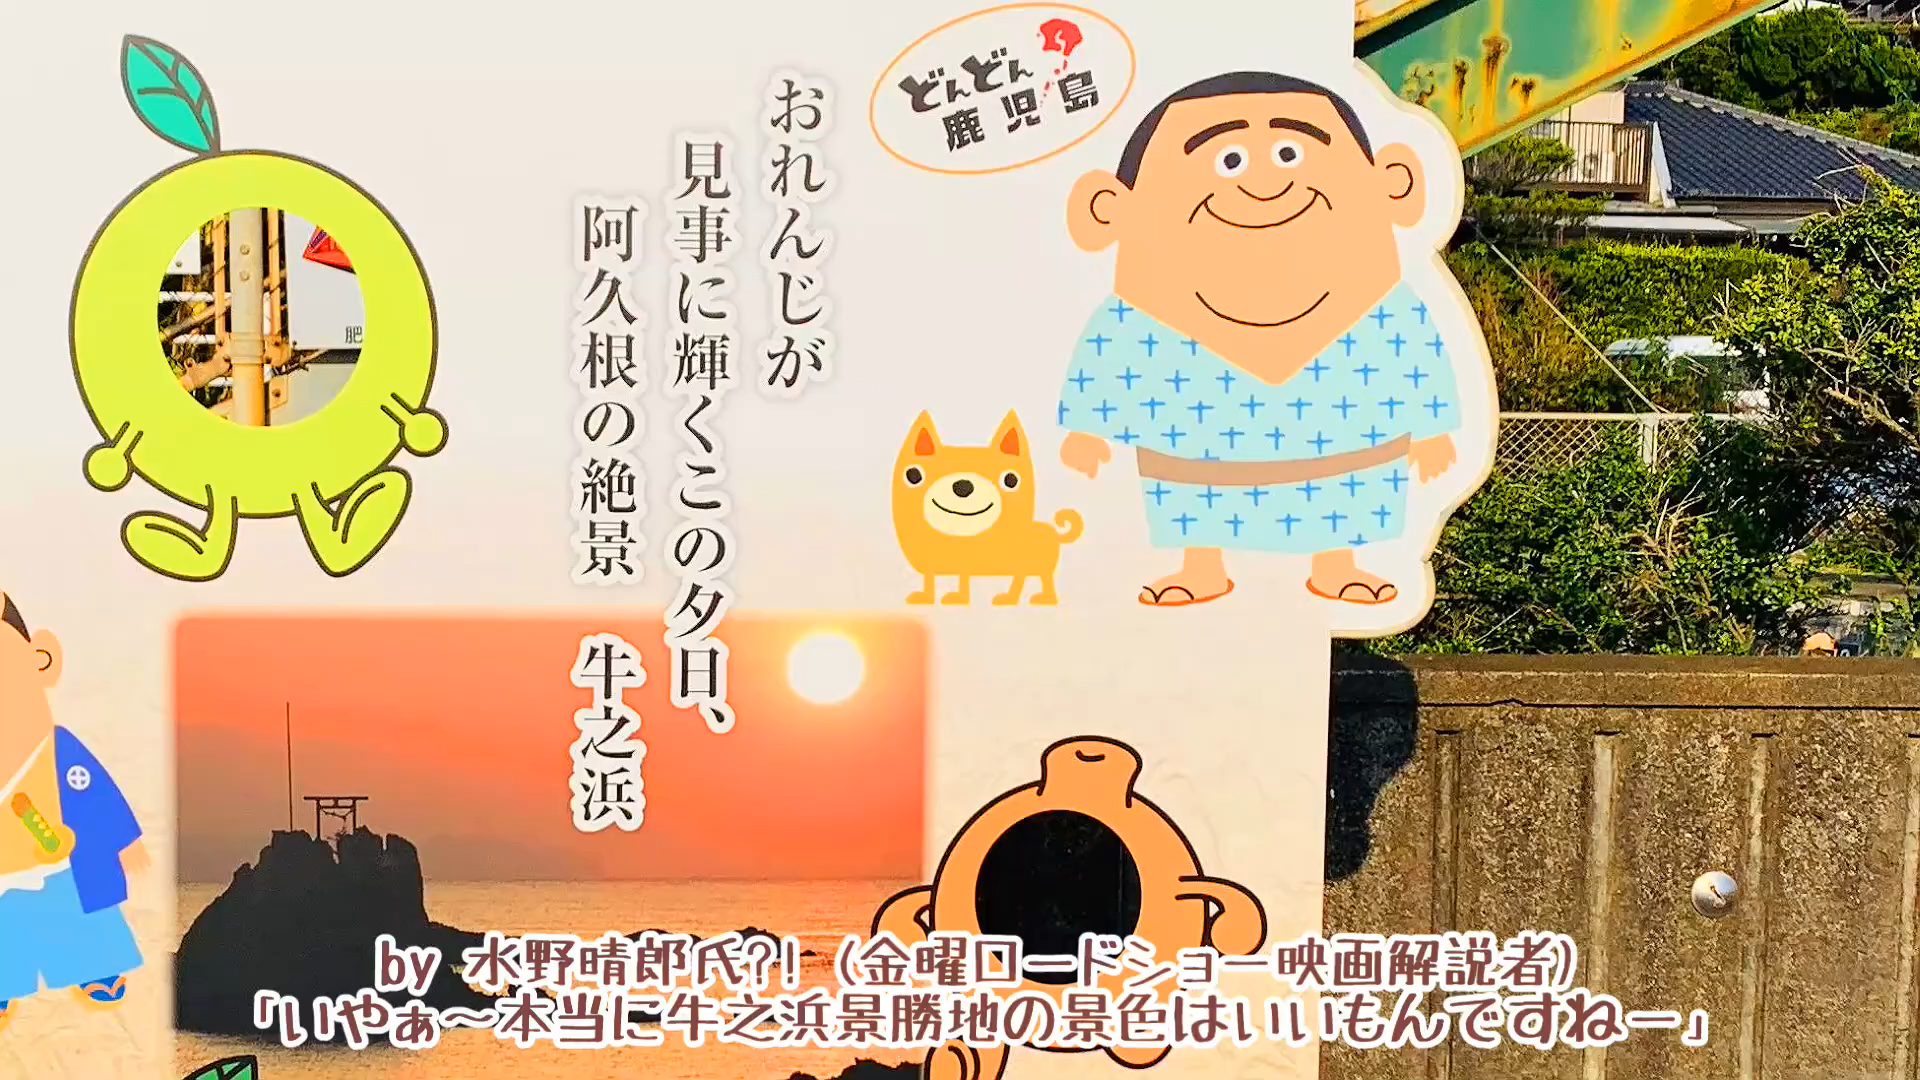 どんどん
鹿児島
おれんじが
見事に輝くこの夕日、
阿久根の絶景 牛之浜
肥
by 水野晴郎氏?! (金曜ロードショー映画解説者)
「いやぁ〜本当に牛之浜景勝地の景色はいいもんですねー」